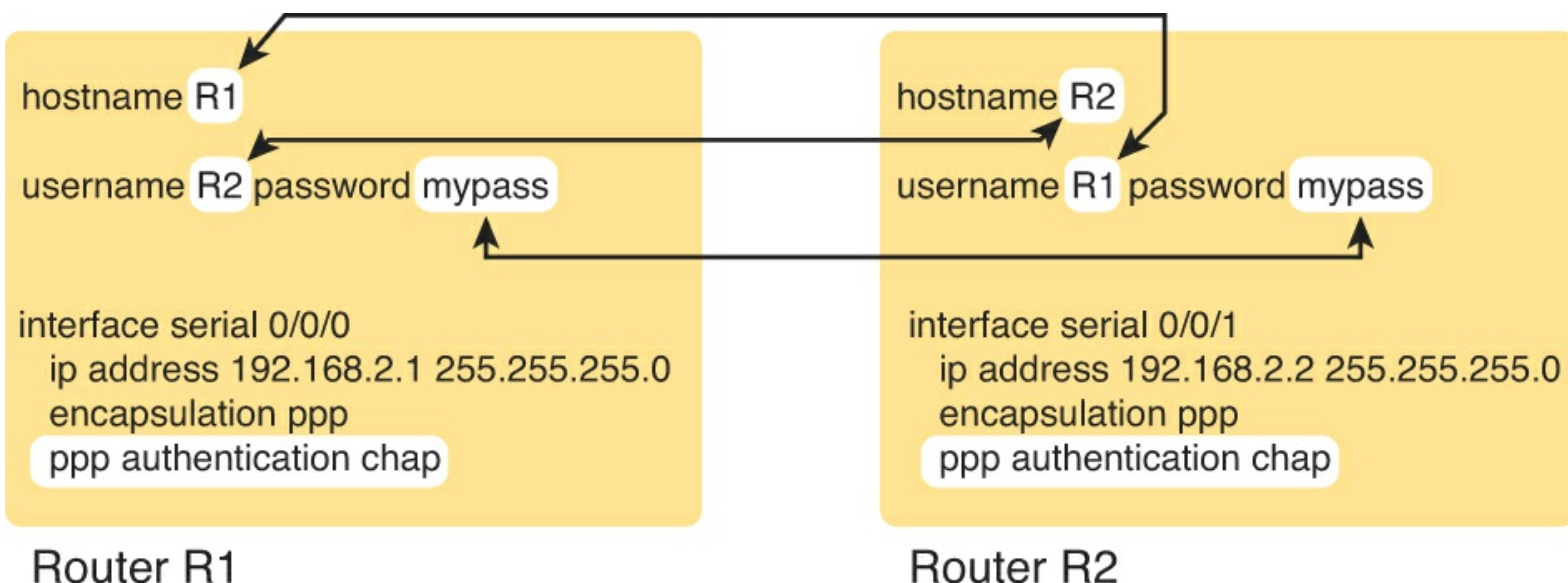 hostname R1
username R2 password mypass
interface serial 0/0/0
ip address 192.168.2.1 255.255.255.0
encapsulation ppp
ppp authentication chap
Router R1
hostname R2
username R1 password mypass
interface serial 0/0/1
ip address 192.168.2.2 255.255.255.0
encapsulation ppp
ppp authentication chap
Router R2